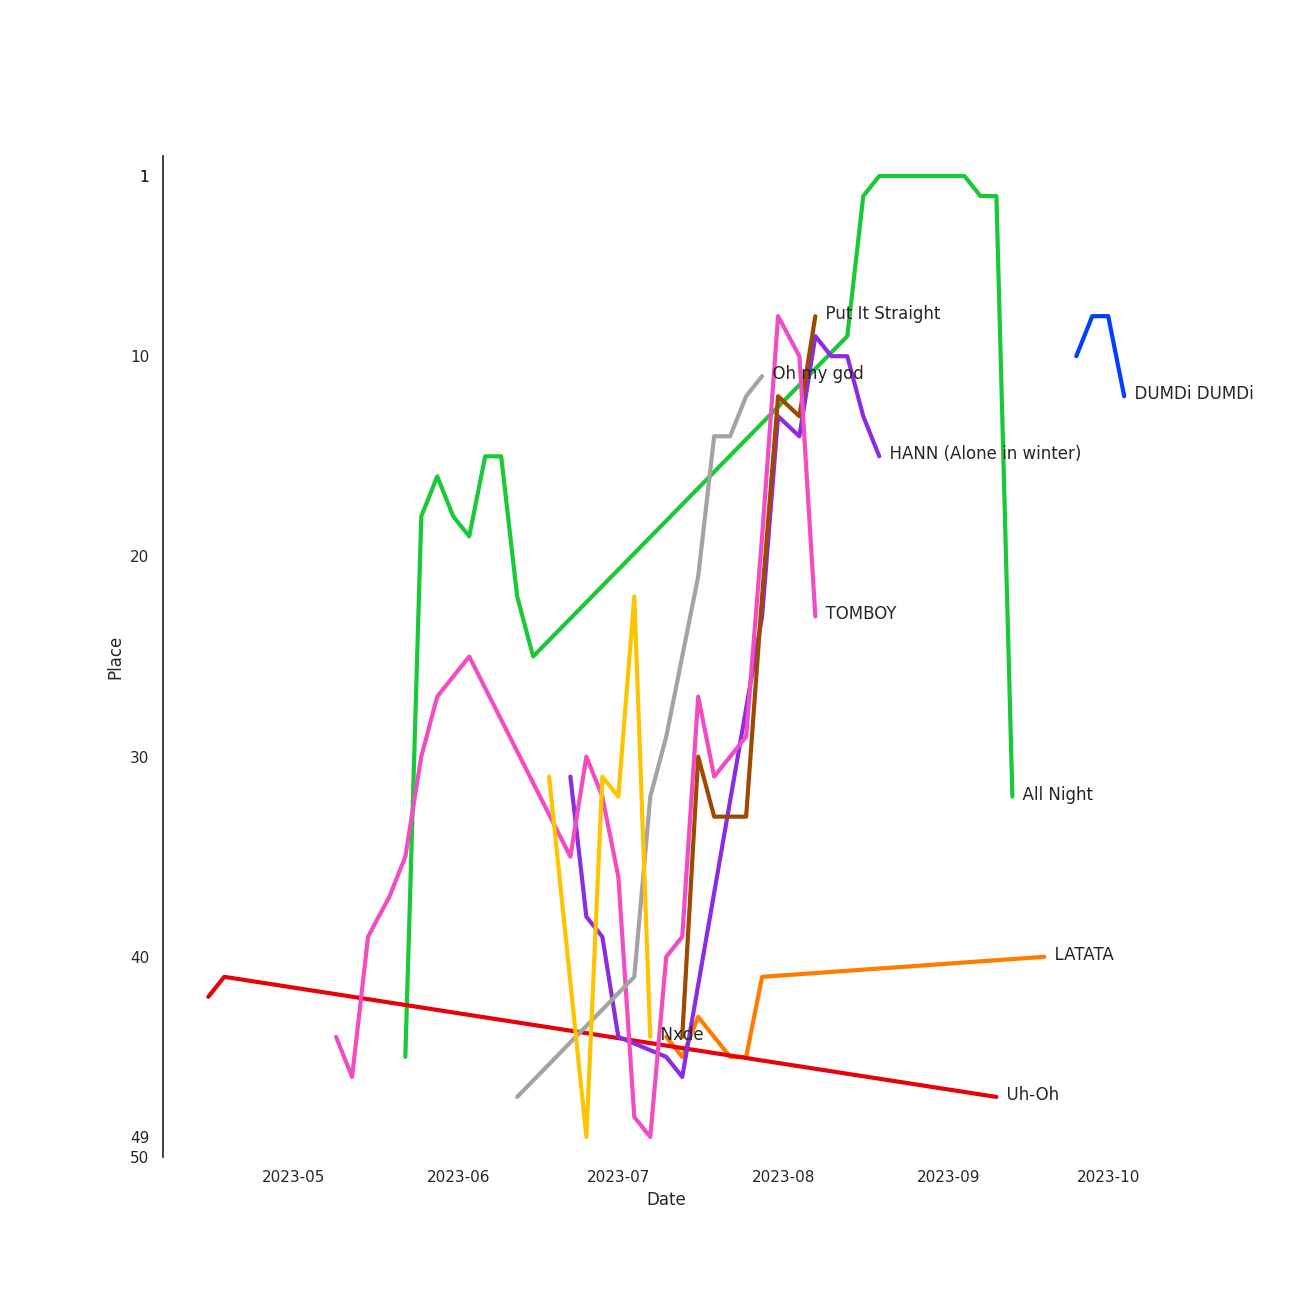 1
Put It Straight
10
Oh my god
DUMDi DUMDi
HANN (Alone in winter)
20
TOMBOY
Place
30
All Night
40
LATATA
Nxde
Uh-Oh
49
50
2023-05 2023-06 2023-07 2023-08 2023-09 2023-10
Date